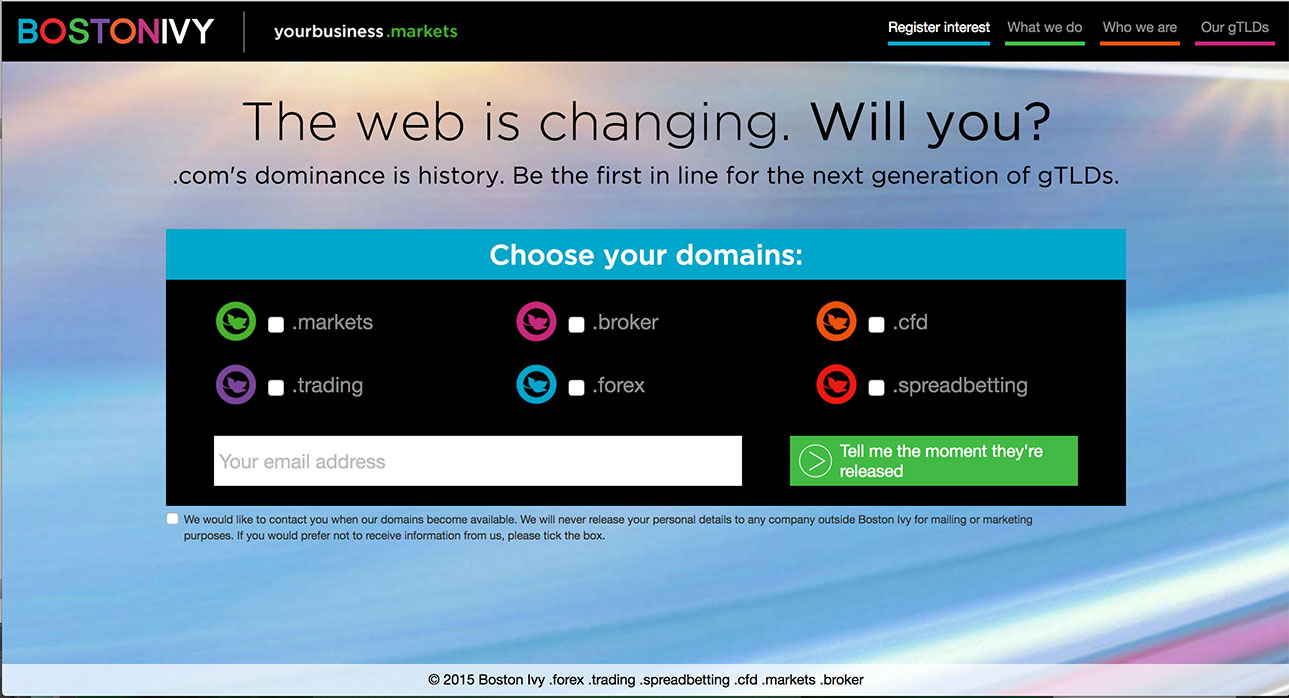 BOSTONIVY
yourbusiness.markets
Register interest
What we do
Who we are
Our gTLDs
The web is changing. Will you?
.com's dominance is history. Be the first in line for the next generation of gTLDs.
Choose your domains:
.markets
.broker
.cfd
.trading
.forex
.spreadbetting
Your email address
Tell me the moment they're
released
We would like to contact you when our domains become available. We will never release your personal details to any company outside Boston Ivy for mailing or marketing
purposes. If you would prefer not to receive information from us, please tick the box.
© 2015 Boston Ivy .forex .trading .spreadbetting .cfd .markets .broker